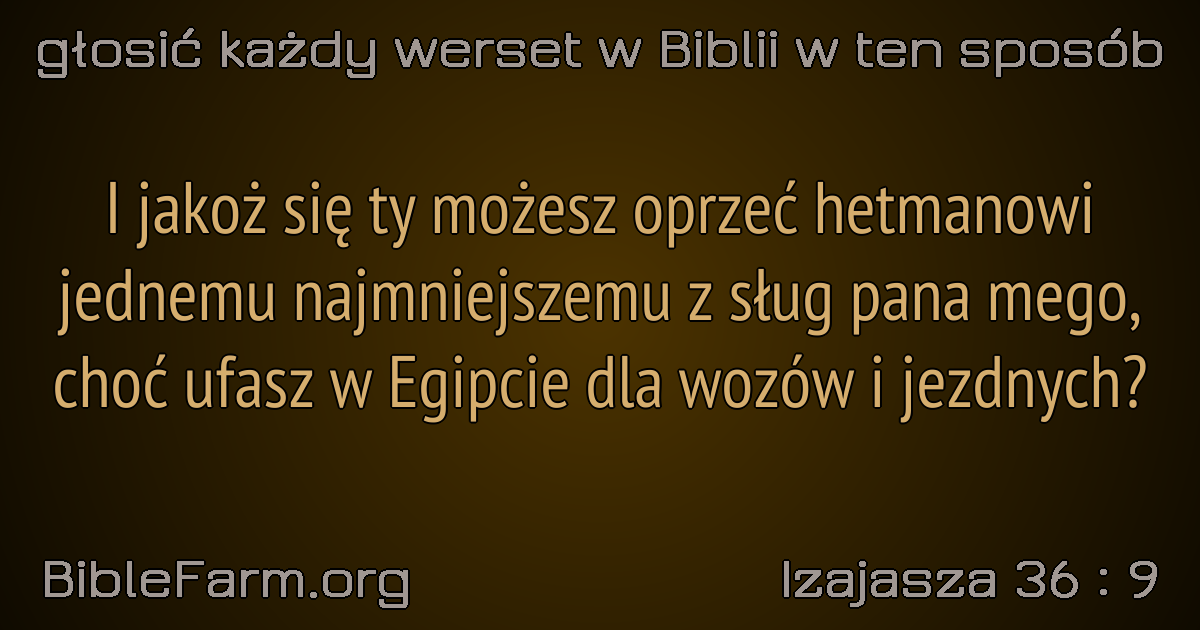 głosić każdy werset w Biblii w ten sposób
I jakoż się ty możesz oprzeć hetmanowi
jednemu najmniejszemu z sług pana mego,
choć ufasz w Egipcie dla wozów i jezdnych?
BibleFarm.org
Izajasza 36 : 9